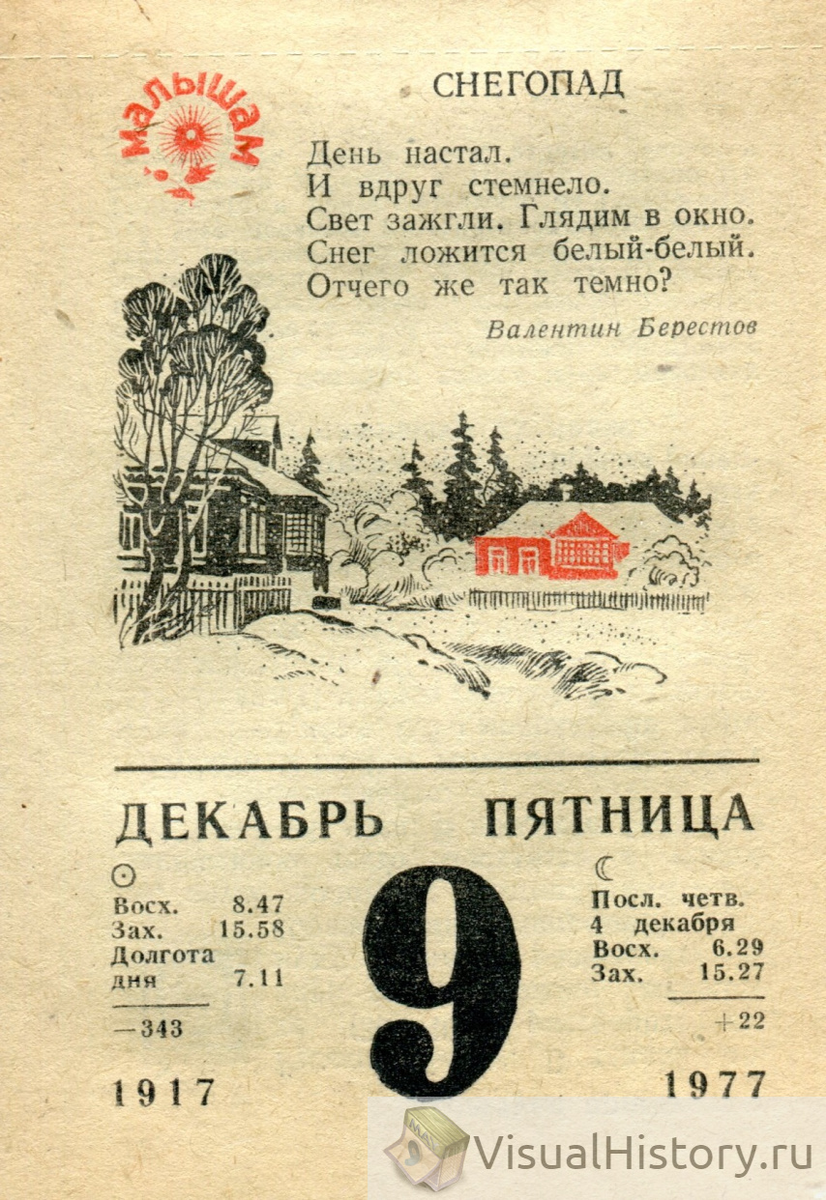 МАЛЫШАМ
СНЕГОПАД
День настал.
И вдруг стемнело.
Свет зажгли. Глядим в окно.
Снег ложится белый-белый.
Отчего же так темно?
Валентин Берестов
ДЕКАБРЬ ПЯТНИЦА
Восх. 8.47
Зах. 15.58
Долгота
дня 7.11
—343
9
Посл. четв.
4 декабря
Восх. 6.29
Зах. 15.27
+22
1917 1977
МАЙ
VisualHistory.ru